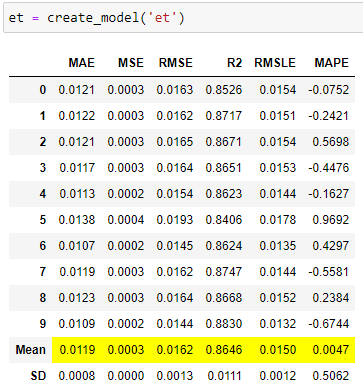 et = create_model('et')
MAE MSE RMSE R2 RMSLE MAPE
0 0.0121 0.0003 0.0163 0.8526 0.0154 -0.0752
1 0.0122 0.0003 0.0162 0.8717 0.0151 -0.2421
2 0.0121 0.0003 0.0165 0.8671 0.0154 0.5698
3 0.0117 0.0003 0.0164 0.8651 0.0153 -0.4476
4 0.0113 0.0002 0.0154 0.8623 0.0144 -0.1627
5 0.0138 0.0004 0.0193 0.8406 0.0178 0.9692
6 0.0107 0.0002 0.0145 0.8624 0.0135 0.4297
7 0.0119 0.0003 0.0162 0.8747 0.0144 -0.5581
8 0.0123 0.0003 0.0164 0.8668 0.0152 0.2384
9 0.0109 0.0002 0.0144 0.8830 0.0132 -0.6744
Mean 0.0119 0.0003 0.0162 0.8646 0.0150 0.0047
SD 0.0008 0.0000 0.0013 0.0111 0.0012 0.5062